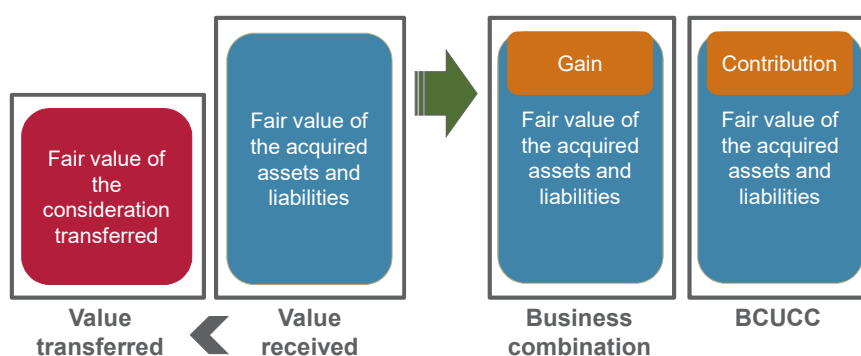 Fair value of
the
consideration
transferred
Fair value of
the acquired
assets and
liabilities
Gain
Fair value of
the acquired
assets and
liabilities
Contribution
Fair value of
the acquired
assets and
liabilities
Value
transferred
Value
received
Business
combination
BCUCC